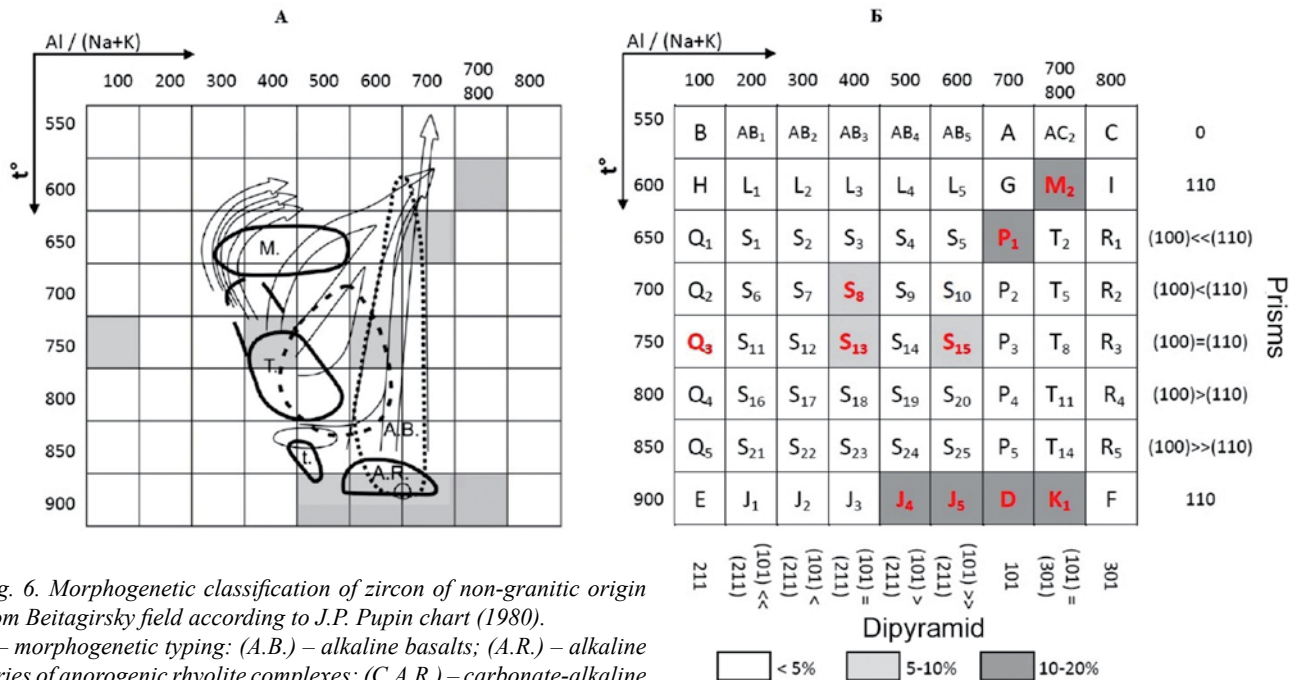 А
Al / (Na+K)
100 200 300 400 500 600 700 700 800 800
t°
550
600
650
700
750
800
850
900
M.
T.
t.
A.B.
A.R.
Б
Al / (Na+K)
100 200 300 400 500 600 700 700 800 800
t°
550 B AB₁ AB₂ AB₃ AB₄ AB₅ A AC₂ C 0
600 H L₁ L₂ L₃ L₄ L₅ G M₂ I 110
650 Q₁ S₁ S₂ S₃ S₄ S₅ P₁ T₂ R₁ (100)<<(110)
700 Q₂ S₆ S₇ S₈ S₉ S₁₀ P₂ T₅ R₂ (100)<(110)
750 Q₃ S₁₁ S₁₂ S₁₃ S₁₄ S₁₅ P₃ T₈ R₃ (100)=(110)
800 Q₄ S₁₆ S₁₇ S₁₈ S₁₉ S₂₀ P₄ T₁₁ R₄ (100)>(110)
850 Q₅ S₂₁ S₂₂ S₂₃ S₂₄ S₂₅ P₅ T₁₄ R₅ (100)>>(110)
900 E J₁ J₂ J₃ J₄ J₅ D K₁ F 110
Prisms
211
(101) <<
(211)
(101) <
(211)
(101) =
(211)
(101) >
(211)
(101) >>
(211)
101
(101) =
(301)
301
Dipyramid
< 5% 5-10% 10-20%
g. 6. Morphogenetic classification of zircon of non-granitic origin
om Beitagirsky field according to J.P. Pupin chart (1980).
– morphogenetic typing: (A.B.) – alkaline basalts; (A.R.) – alkaline
ries of anorogenic rhyolite complexes; (C.A.R.) – carbonate-alkaline